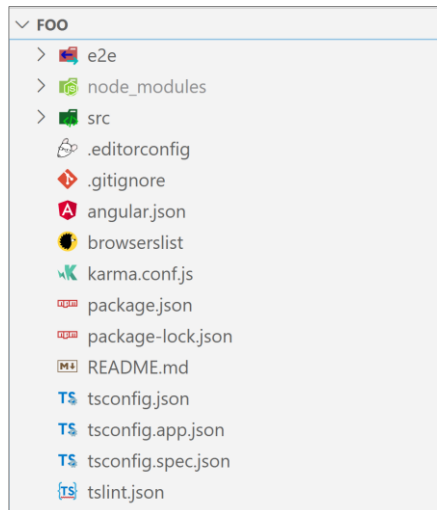 FOO
e2e
node_modules
src
.editorconfig
.gitignore
angular.json
browserslist
karma.conf.js
package.json
package-lock.json
README.md
tsconfig.json
tsconfig.app.json
tsconfig.spec.json
tslint.json